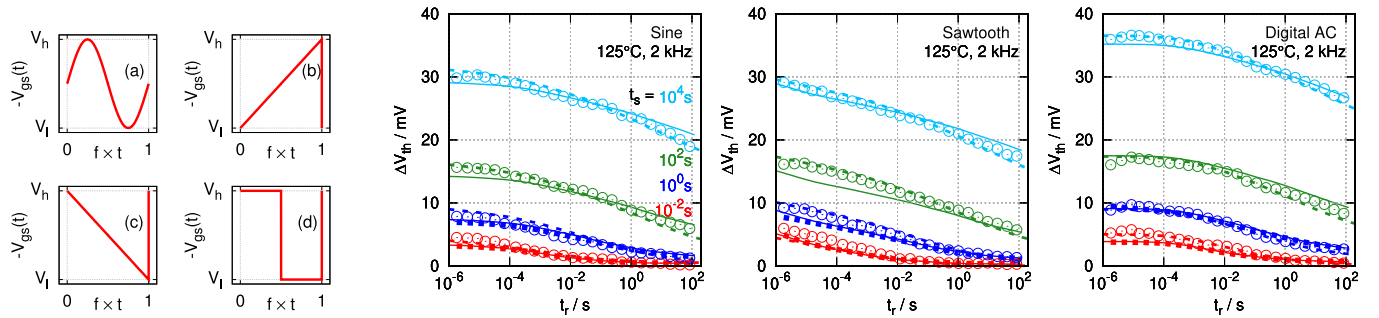 V_h
-V_gs(t)
V_l
(a)
0 f × t 1
V_h
-V_gs(t)
V_l
(b)
0 f × t 1
V_h
-V_gs(t)
V_l
(c)
0 f × t 1
V_h
-V_gs(t)
V_l
(d)
0 f × t 1
Sine
125°C, 2 kHz
t_s = 10^4s
10^2s
10^0s
10^-2s
ΔV_th / mV
40
30
20
10
0
10^-6 10^-4 10^-2 10^0 10^2
t_r / s
Sawtooth
125°C, 2 kHz
ΔV_th / mV
40
30
20
10
0
10^-6 10^-4 10^-2 10^0 10^2
t_r / s
Digital AC
125°C, 2 kHz
ΔV_th / mV
40
30
20
10
0
10^-6 10^-4 10^-2 10^0 10^2
t_r / s